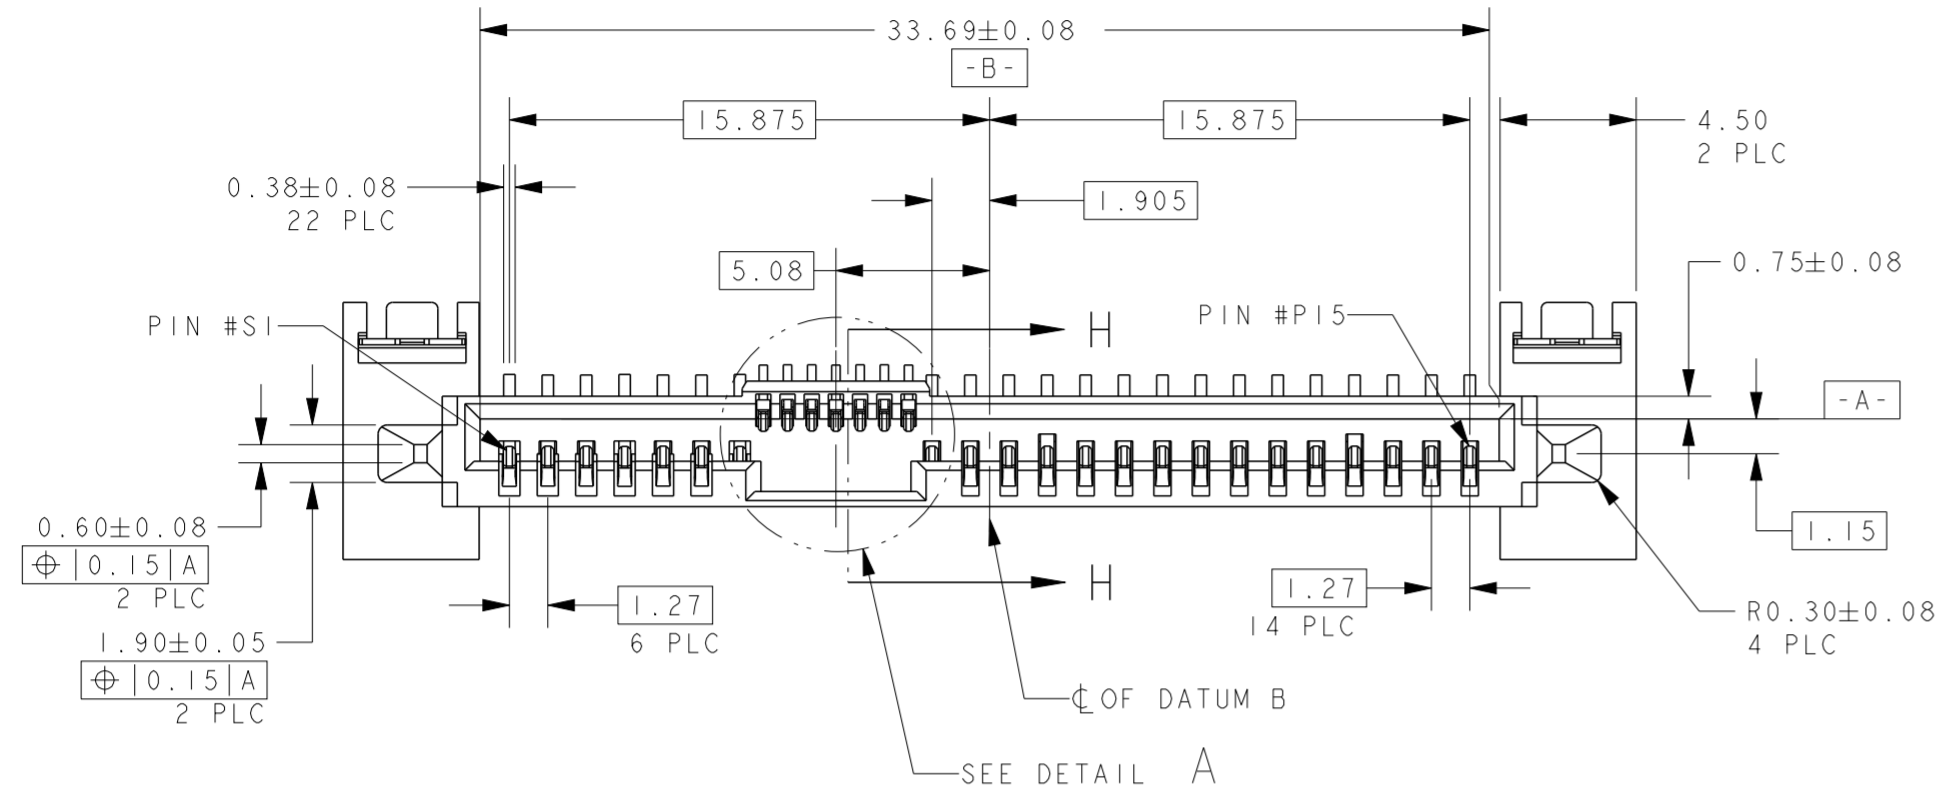 33.69±0.08
-B-
15.875
15.875
4.50
2 PLC
0.38±0.08
22 PLC
1.905
5.08
0.75±0.08
PIN #S1
H
PIN #P15
-A-
0.60±0.08
⌖ 0.15 A
2 PLC
1.15
1.27
6 PLC
H
1.27
14 PLC
R0.30±0.08
4 PLC
1.90±0.05
⌖ 0.15 A
2 PLC
℄ OF DATUM B
SEE DETAIL A